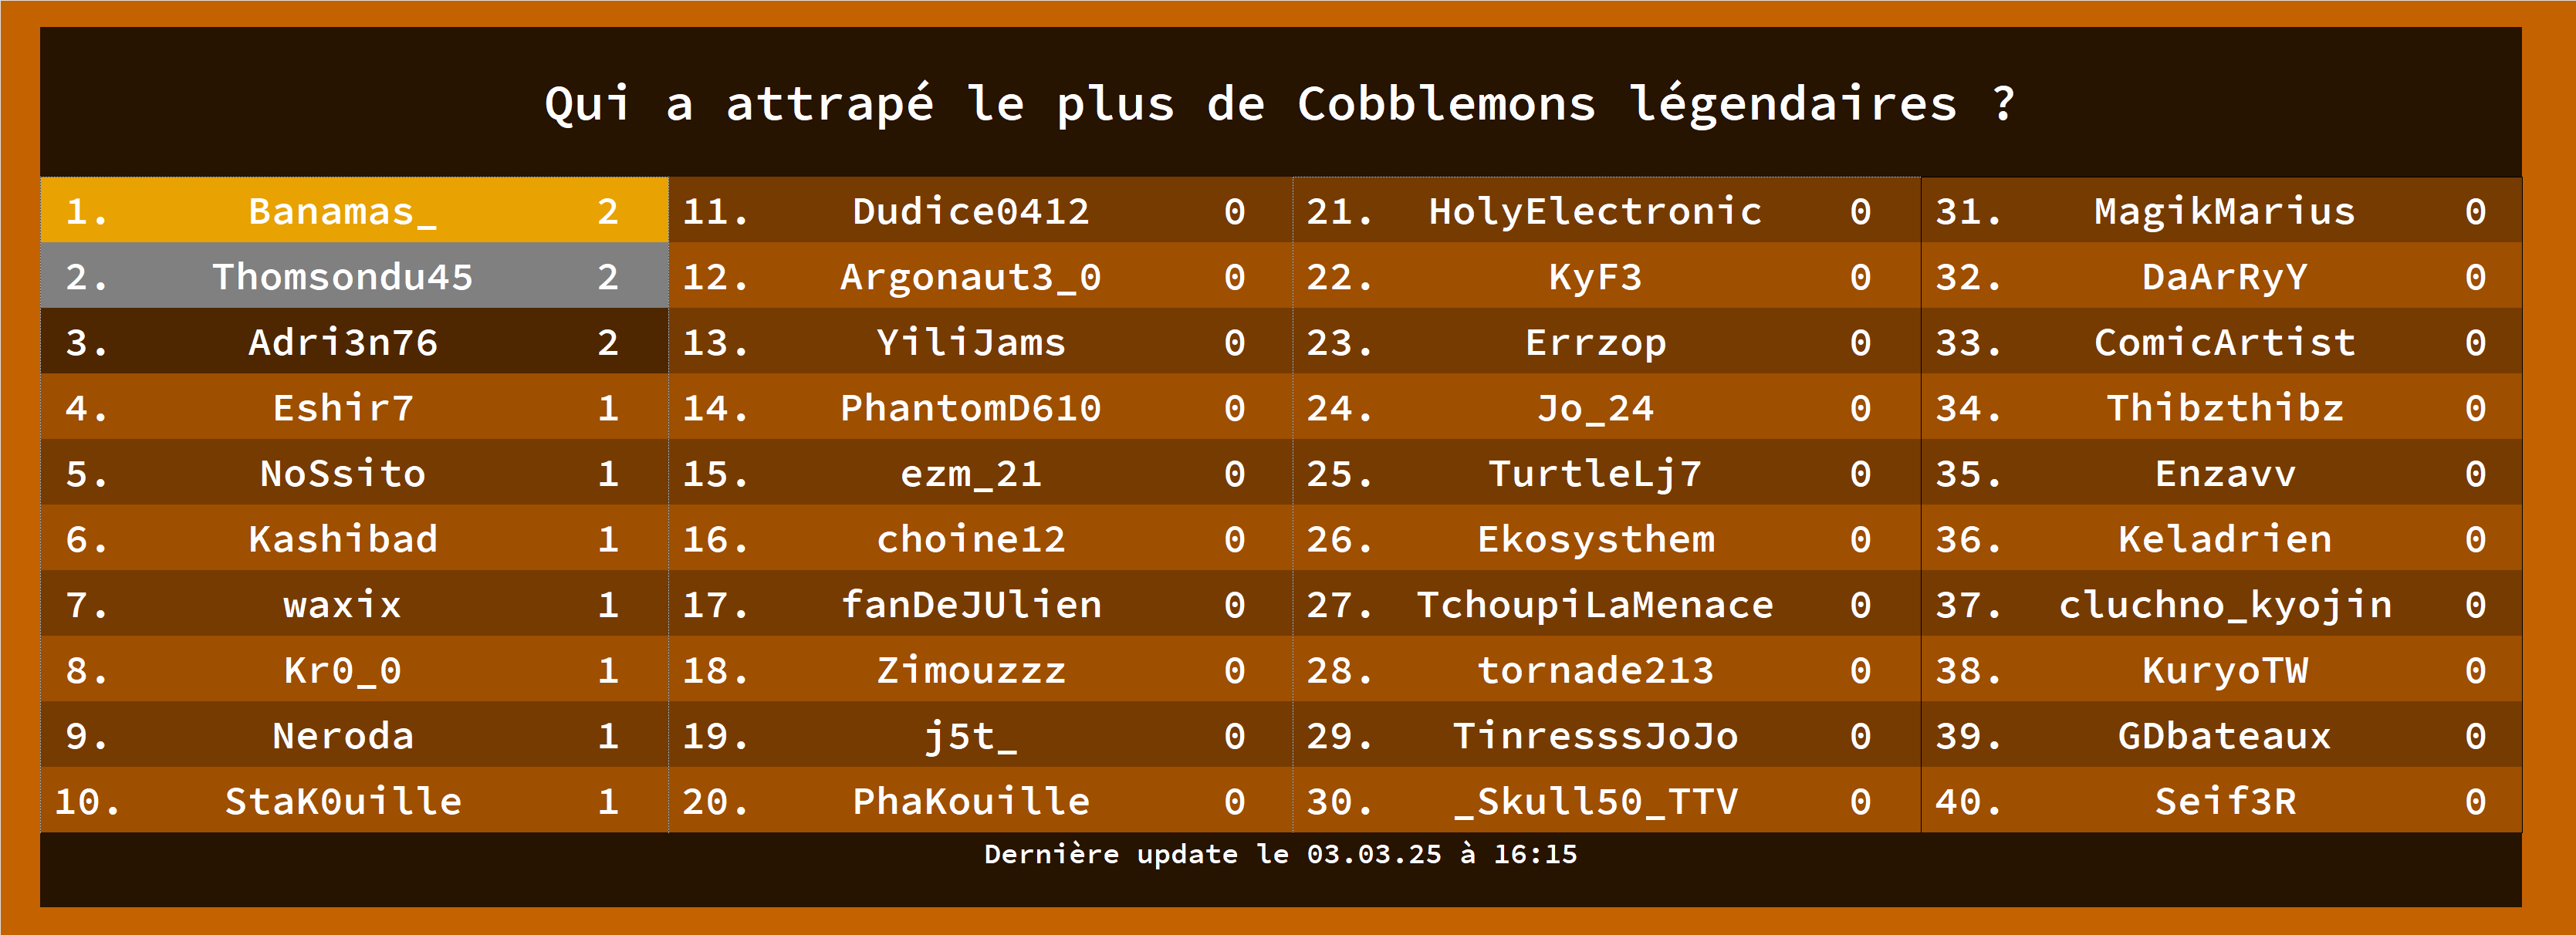 Qui a attrapé le plus de Cobblemons légendaires ?
1. Banamas_ 2
2. Thomsondu45 2
3. Adri3n76 2
4. Eshir7 1
5. NoSsito 1
6. Kashibad 1
7. waxix 1
8. Kr0_0 1
9. Neroda 1
10. StaK0uille 1
11. Dudice0412 0
12. Argonaut3_0 0
13. YiliJams 0
14. PhantomD610 0
15. ezm_21 0
16. choine12 0
17. fanDeJUlien 0
18. Zimouzzz 0
19. j5t_ 0
20. PhaKouille 0
21. HolyElectronic 0
22. KyF3 0
23. Errzop 0
24. Jo_24 0
25. TurtleLj7 0
26. Ekosysthem 0
27. TchoupiLaMenace 0
28. tornade213 0
29. TinresssJoJo 0
30. _Skull50_TTV 0
31. MagikMarius 0
32. DaArRyY 0
33. ComicArtist 0
34. Thibzthibz 0
35. Enzavv 0
36. Keladrien 0
37. cluchno_kyojin 0
38. KuryoTW 0
39. GDbateaux 0
40. Seif3R 0
Dernière update le 03.03.25 à 16:15